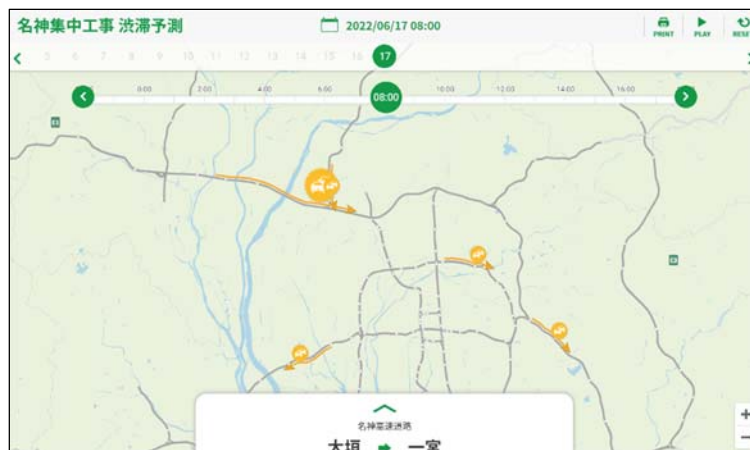 名神集中工事 渋滞予測
2022/06/17 08:00
PRINT
PLAY
RESET
5 6 7 8 9 10 11 12 13 14 15 16 17
0:00 2:00 4:00 6:00 08:00 10:00 12:00 14:00 16:00
名神高速道路
大垣 ➡ 一宮
+
−